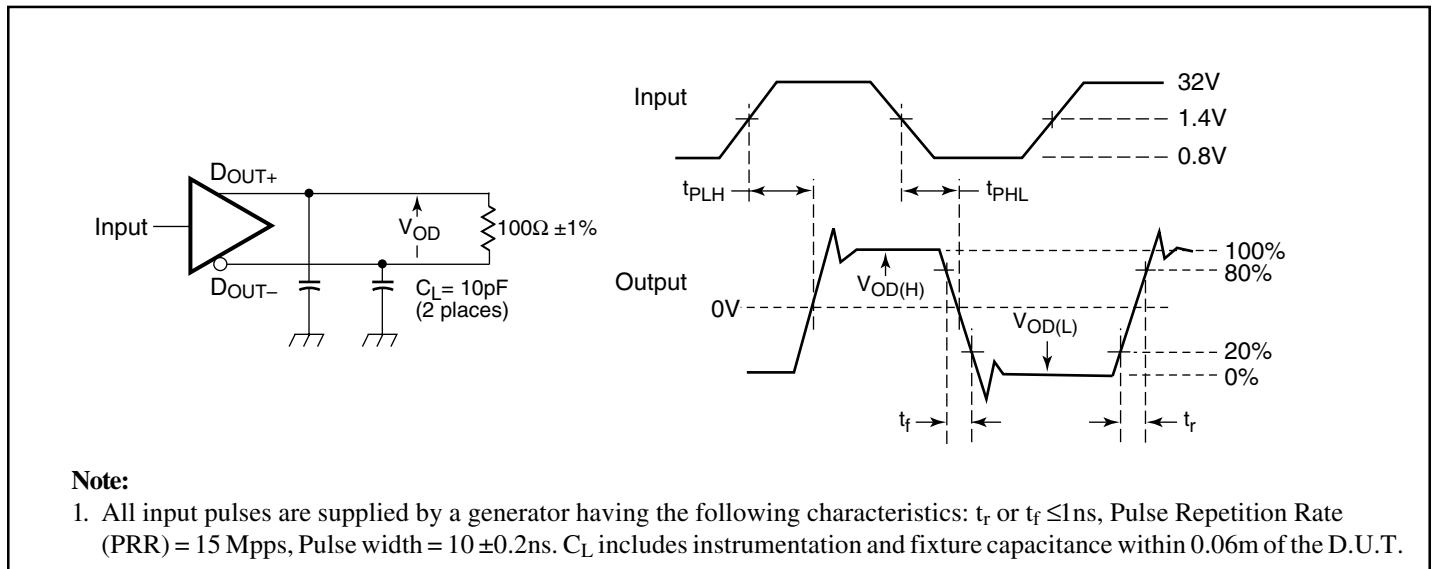 Input
DOUT+
DOUT–
VOD
100Ω ±1%
CL= 10pF
(2 places)
Input
32V
1.4V
0.8V
tPLH
tPHL
Output
0V
VOD(H)
VOD(L)
100%
80%
20%
0%
tf
tr
Note:
1. All input pulses are supplied by a generator having the following characteristics: tr or tf ≤1ns, Pulse Repetition Rate
(PRR) = 15 Mpps, Pulse width = 10 ±0.2ns. CL includes instrumentation and fixture capacitance within 0.06m of the D.U.T.